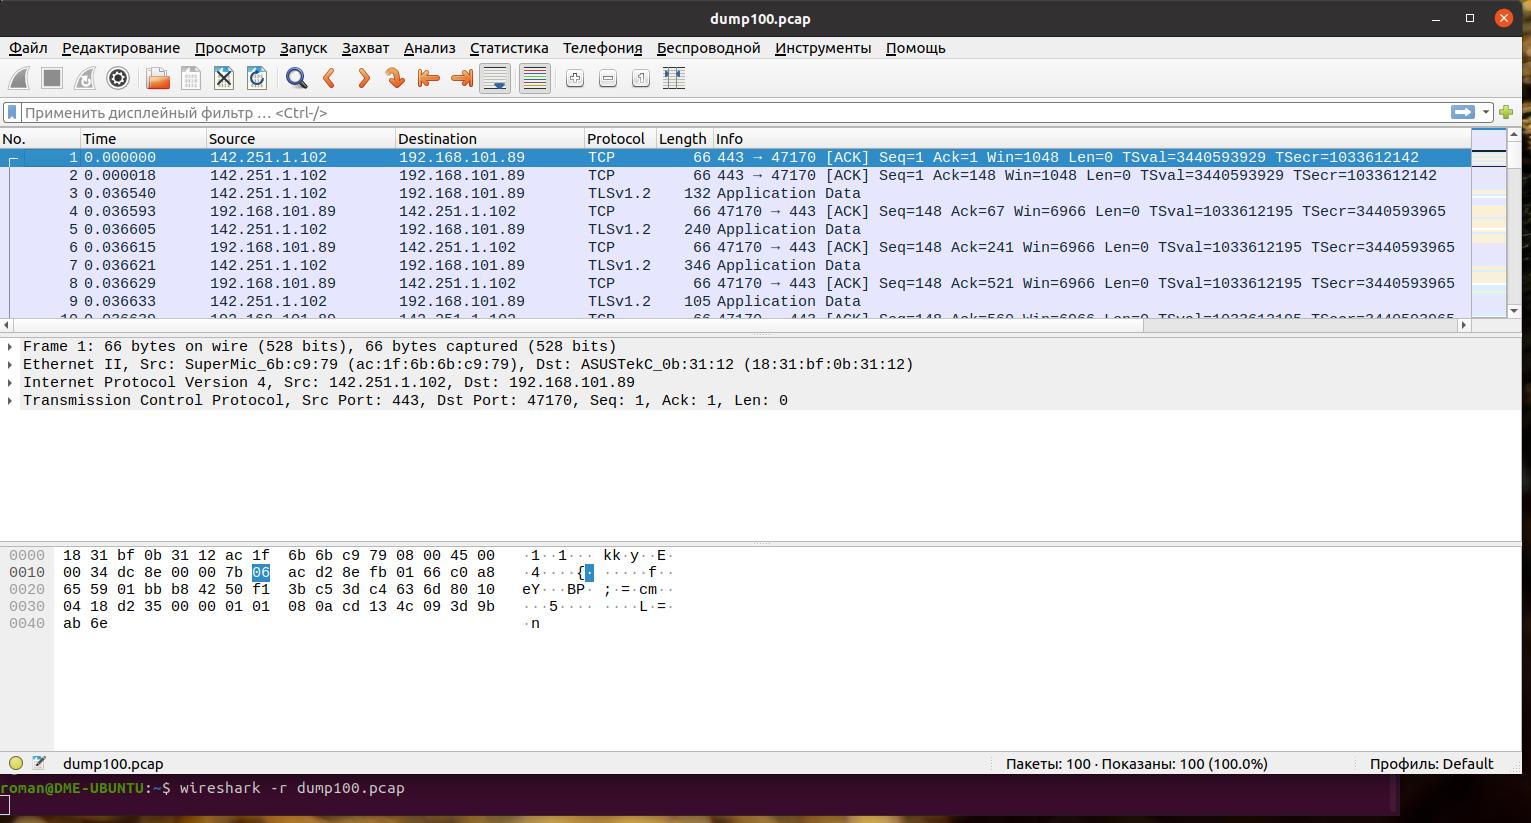 dump100.pcap
Файл Редактирование Просмотр Запуск Захват Анализ Статистика Телефония Беспроводной Инструменты Помощь
Применить дисплейный фильтр … <Ctrl-/>
No. Time Source Destination Protocol Length Info
1 0.000000 142.251.1.102 192.168.101.89 TCP 66 443 → 47170 [ACK] Seq=1 Ack=1 Win=1048 Len=0 TSval=3440593929 TSecr=1033612142
2 0.000018 142.251.1.102 192.168.101.89 TCP 66 443 → 47170 [ACK] Seq=1 Ack=148 Win=1048 Len=0 TSval=3440593929 TSecr=1033612142
3 0.036540 142.251.1.102 192.168.101.89 TLSv1.2 132 Application Data
4 0.036593 192.168.101.89 142.251.1.102 TCP 66 47170 → 443 [ACK] Seq=148 Ack=67 Win=6966 Len=0 TSval=1033612195 TSecr=3440593965
5 0.036605 142.251.1.102 192.168.101.89 TLSv1.2 240 Application Data
6 0.036615 192.168.101.89 142.251.1.102 TCP 66 47170 → 443 [ACK] Seq=148 Ack=241 Win=6966 Len=0 TSval=1033612195 TSecr=3440593965
7 0.036621 142.251.1.102 192.168.101.89 TLSv1.2 346 Application Data
8 0.036629 192.168.101.89 142.251.1.102 TCP 66 47170 → 443 [ACK] Seq=148 Ack=521 Win=6966 Len=0 TSval=1033612195 TSecr=3440593965
9 0.036633 142.251.1.102 192.168.101.89 TLSv1.2 105 Application Data
Frame 1: 66 bytes on wire (528 bits), 66 bytes captured (528 bits)
Ethernet II, Src: SuperMic_6b:c9:79 (ac:1f:6b:6b:c9:79), Dst: ASUSTekC_0b:31:12 (18:31:bf:0b:31:12)
Internet Protocol Version 4, Src: 142.251.1.102, Dst: 192.168.101.89
Transmission Control Protocol, Src Port: 443, Dst Port: 47170, Seq: 1, Ack: 1, Len: 0
0000 18 31 bf 0b 31 12 ac 1f 6b 6b c9 79 08 00 45 00 ·1··1··· kk·y··E·
0010 00 34 dc 8e 00 00 7b 06 ac d2 8e fb 01 66 c0 a8 ·4····{· ·····f··
0020 65 59 01 bb b8 42 50 f1 3b c5 3d c4 63 6d 80 10 eY···BP· ;·=·cm··
0030 04 18 d2 35 00 00 01 01 08 0a cd 13 4c 09 3d 9b ···5···· ····L·=·
0040 ab 6e ·n
dump100.pcap Пакеты: 100 · Показаны: 100 (100.0%) Профиль: Default
roman@DME-UBUNTU:~$ wireshark -r dump100.pcap